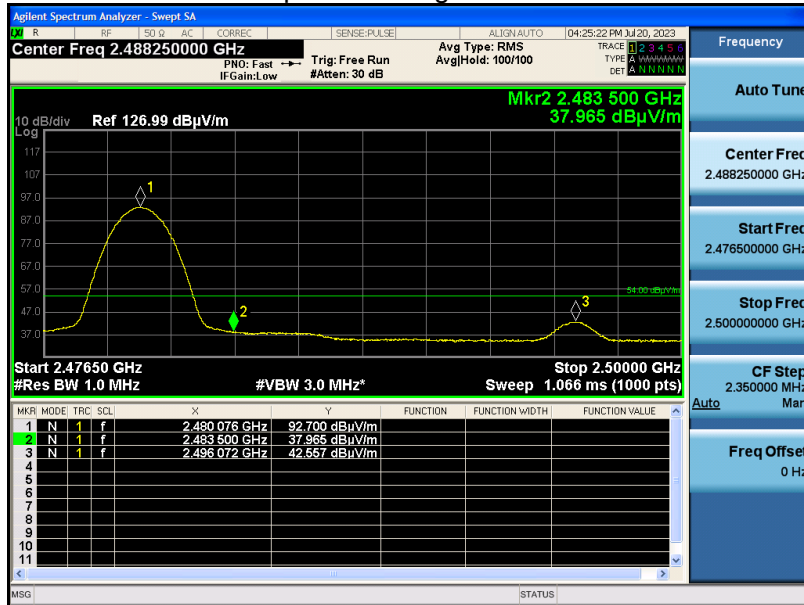 Agilent Spectrum Analyzer - Swept SA
LXI R RF 50 Ω AC CORREC SENSE:PULSE ALIGN AUTO 04:25:22 PM Jul 20, 2023
Center Freq 2.488250000 GHz
PNO: Fast
IFGain:Low
Trig: Free Run
#Atten: 30 dB
Avg Type: RMS
Avg|Hold: 100/100
TRACE 1 2 3 4 5 6
TYPE A WWWWW
DET A N N N N N
Mkr2 2.483 500 GHz
37.965 dBµV/m
10 dB/div Ref 126.99 dBµV/m
Log
117
107
97.0
87.0
77.0
67.0
57.0
47.0
37.0
1
2
3
54.00 dBµV/m
Start 2.47650 GHz Stop 2.50000 GHz
#Res BW 1.0 MHz #VBW 3.0 MHz* Sweep 1.066 ms (1000 pts)
MKR MODE TRC SCL X Y FUNCTION FUNCTION WIDTH FUNCTION VALUE
1 N 1 f 2.480 076 GHz 92.700 dBµV/m
2 N 1 f 2.483 500 GHz 37.965 dBµV/m
3 N 1 f 2.496 072 GHz 42.557 dBµV/m
4
5
6
7
8
9
10
11
MSG STATUS
Frequency
Auto Tune
Center Freq
2.488250000 GHz
Start Freq
2.476500000 GHz
Stop Freq
2.500000000 GHz
CF Step
2.350000 MHz
Auto Man
Freq Offset
0 Hz